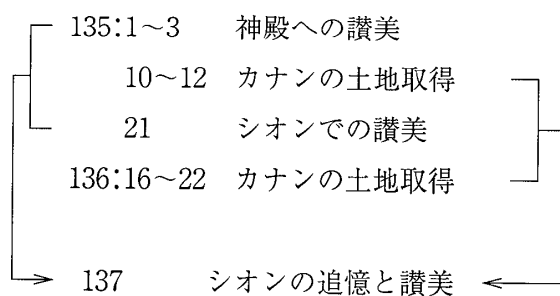 135:1～3 神殿への讃美
10～12 カナンの土地取得
21 シオンでの讃美
136:16～22 カナンの土地取得
137 シオンの追憶と讃美